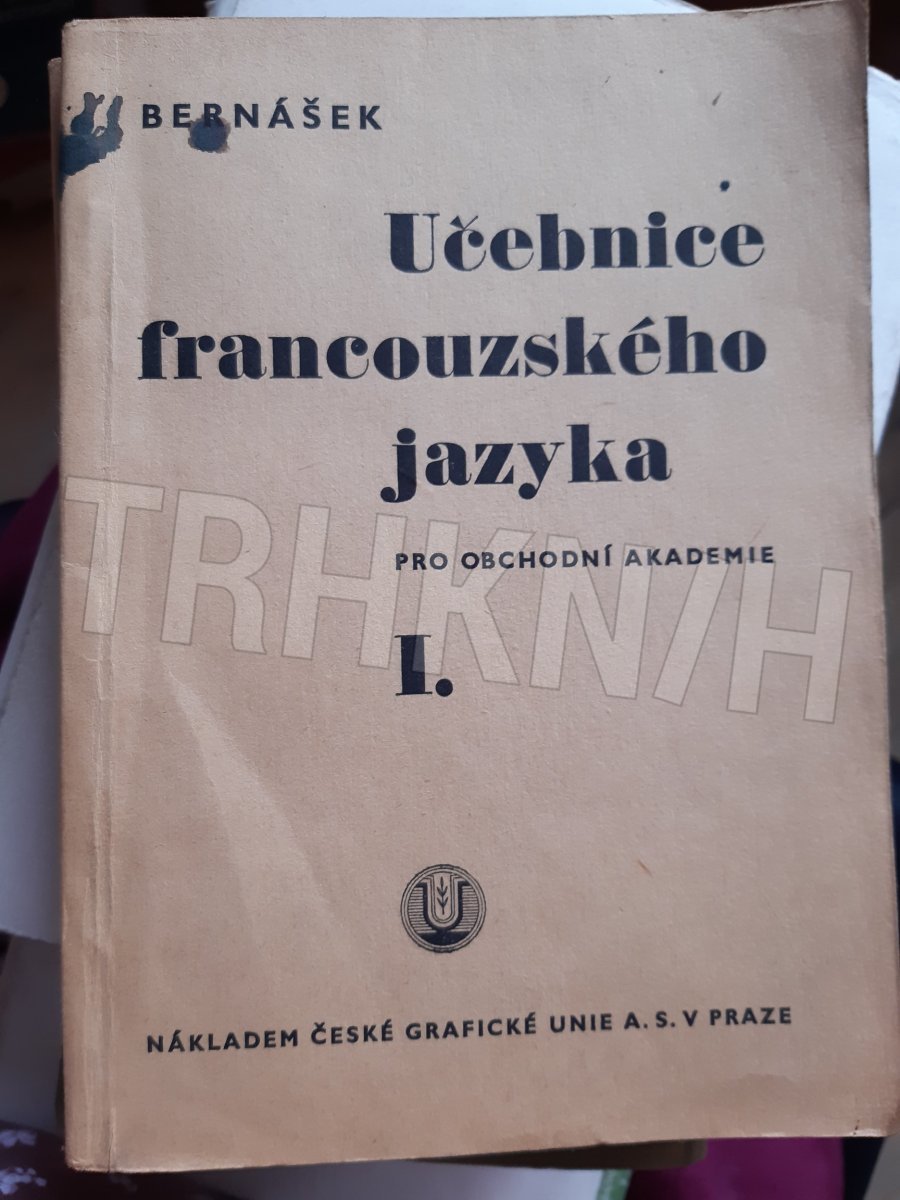 BERNÁŠEK
Učebnice
francouzského
jazyka
PRO OBCHODNÍ AKADEMIE
TRHKNIH
I.
U
NÁKLADEM ČESKÉ GRAFICKÉ UNIE A. S. V PRAZE